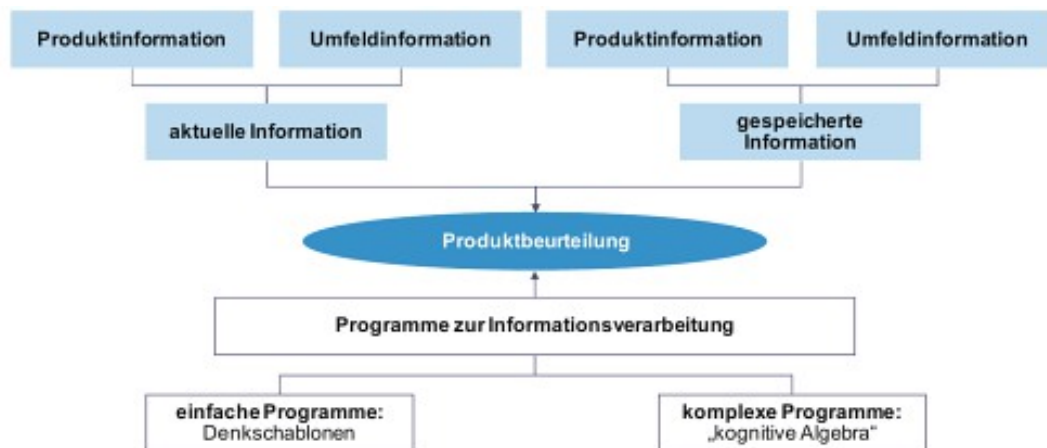 Produktinformation
Umfeldinformation
Produktinformation
Umfeldinformation
aktuelle Information
gespeicherte
Information
Produktbeurteilung
Programme zur Informationsverarbeitung
einfache Programme:
Denkschablonen
komplexe Programme:
„kognitive Algebra“